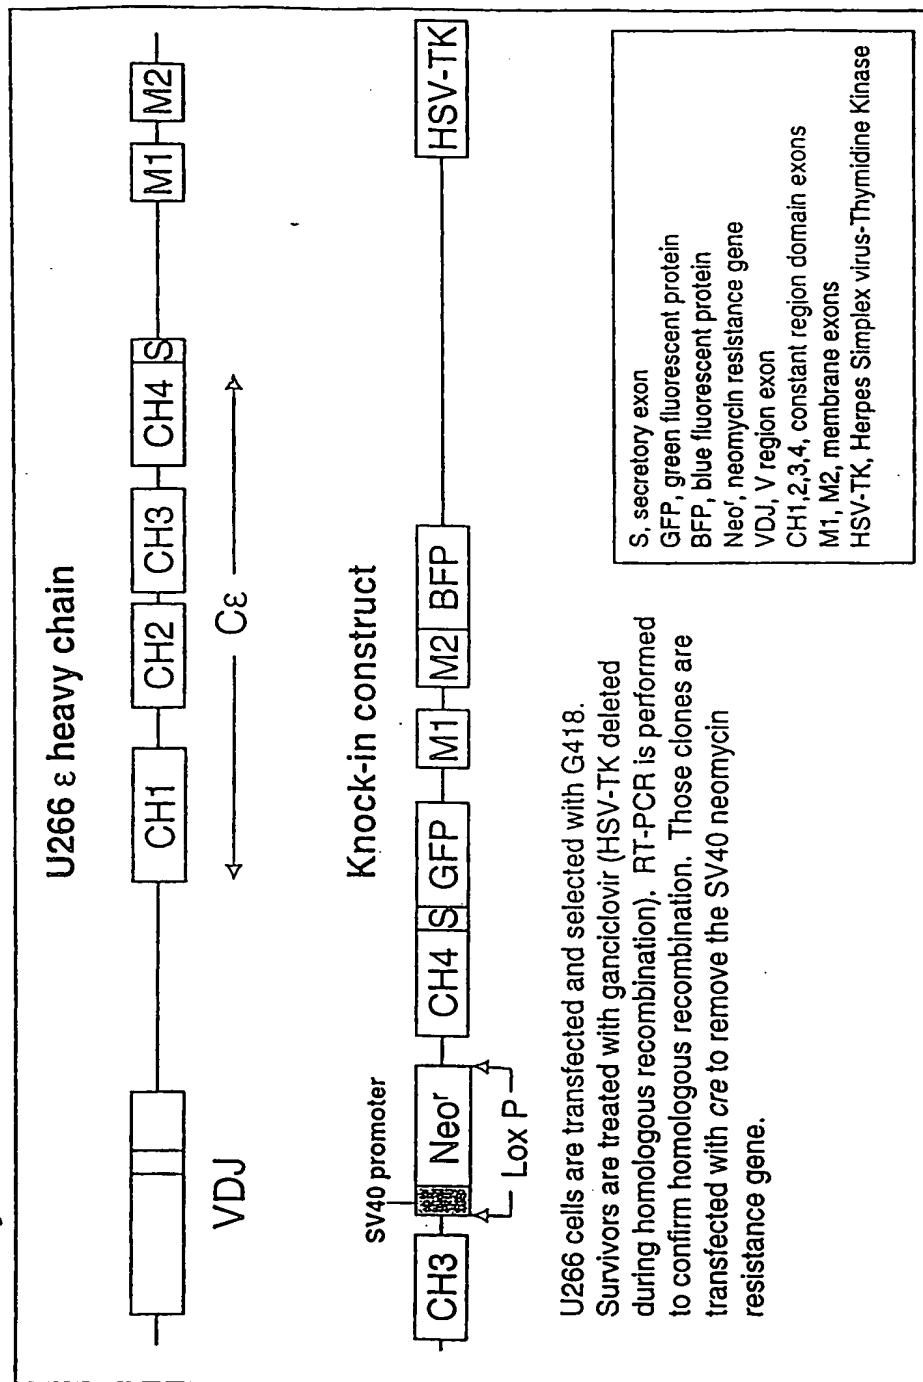 U266 ε heavy chain
VDJ
CH1
CH2
CH3
CH4
S
M1
M2
Cε
Knock-in construct
SV40 promoter
CH3
Neoʳ
CH4
S
GFP
M1
M2
BFP
HSV-TK
Lox P
U266 cells are transfected and selected with G418.
Survivors are treated with ganciclovir (HSV-TK deleted
during homologous recombination). RT-PCR is performed
to confirm homologous recombination. Those clones are
transfected with cre to remove the SV40 neomycin
resistance gene.
S, secretory exon
GFP, green fluorescent protein
BFP, blue fluorescent protein
Neoʳ, neomycin resistance gene
VDJ, V region exon
CH1,2,3,4, constant region domain exons
M1, M2, membrane exons
HSV-TK, Herpes Simplex virus-Thymidine Kinase